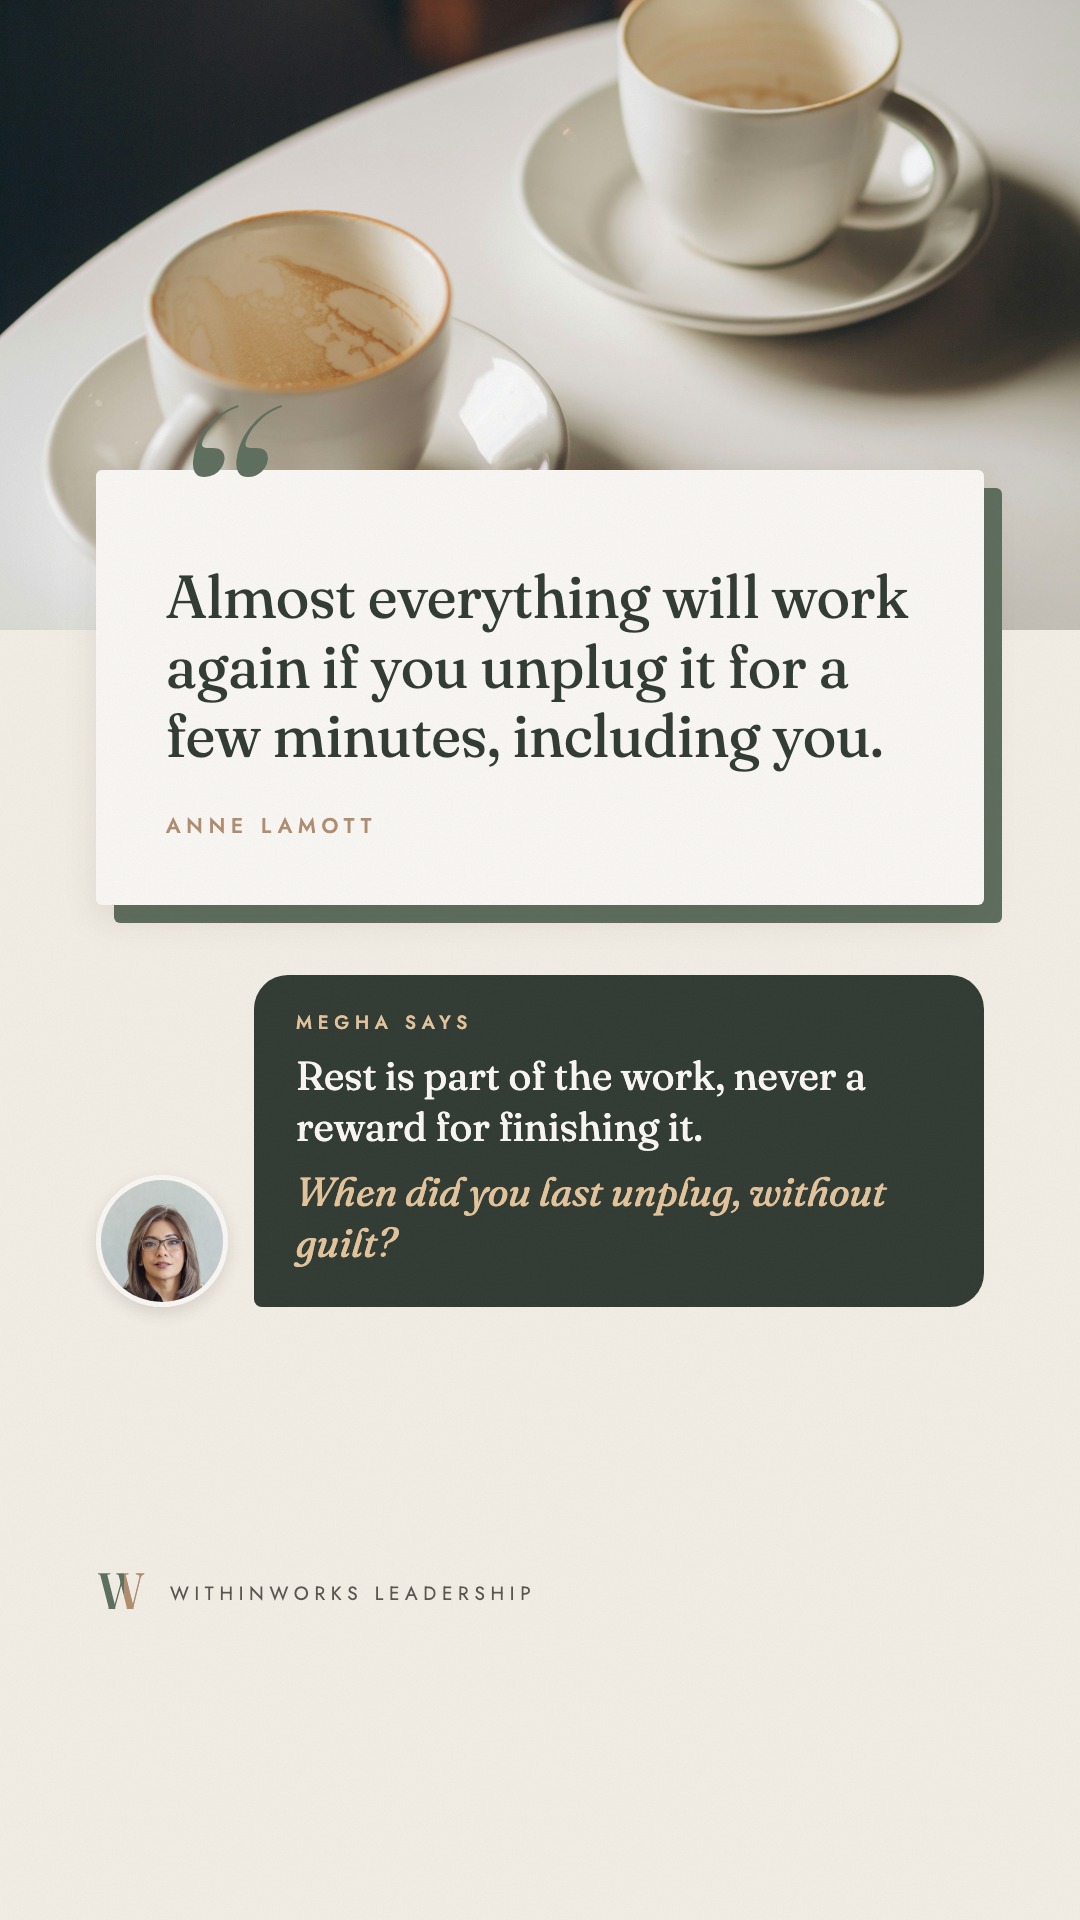 “
Almost everything will work
again if you unplug it for a
few minutes, including you.
ANNE LAMOTT
MEGHA SAYS
Rest is part of the work, never a
reward for finishing it.
When did you last unplug, without
guilt?
W WITHINWORKS LEADERSHIP